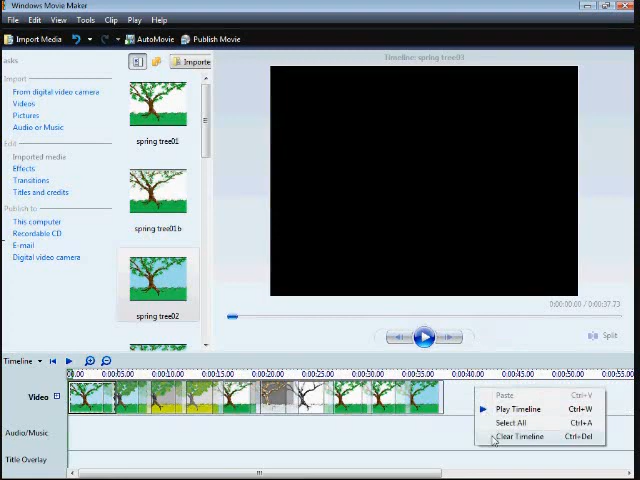 Windows Movie Maker
File Edit View Tools Clip Play Help
Import Media AutoMovie Publish Movie
asks
Importe
Timeline: spring tree03
Import
From digital video camera
Videos
Pictures
Audio or Music
Edit
Imported media
Effects
Transitions
Titles and credits
Publish to
This computer
Recordable CD
E-mail
Digital video camera
spring tree01
spring tree01b
spring tree02
0:00:00.00 / 0:00:37.73
Split
Timeline
0:00:05.00 0:00:10.00 0:00:15.00 0:00:20.00 0:00:25.00 0:00:30.00 0:00:35.00 0:00:40.00 0:00:45.00 0:00:50.00 0:00:55.00
Video
Audio/Music
Title Overlay
Paste Ctrl+V
Play Timeline Ctrl+W
Select All Ctrl+A
Clear Timeline Ctrl+Del